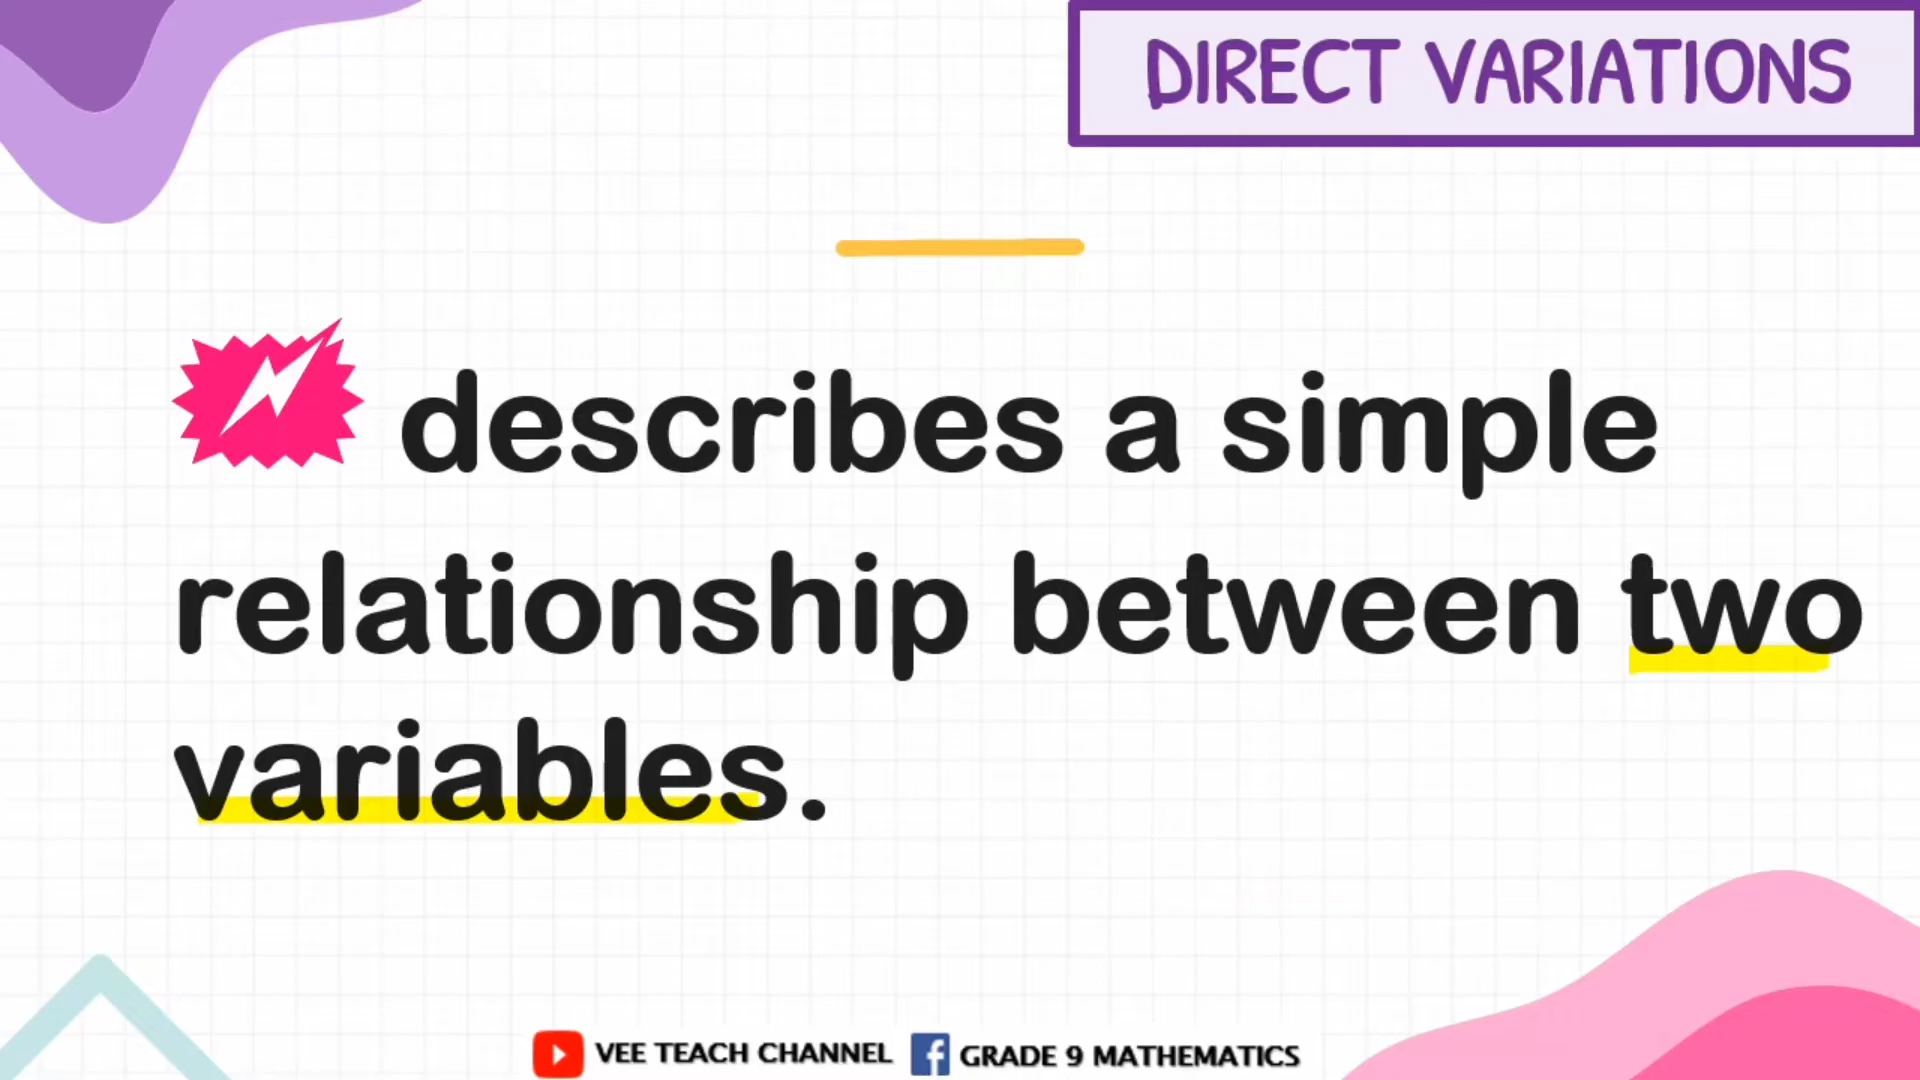 DIRECT VARIATIONS
describes a simple
relationship between two
variables.
VEE TEACH CHANNEL GRADE 9 MATHEMATICS